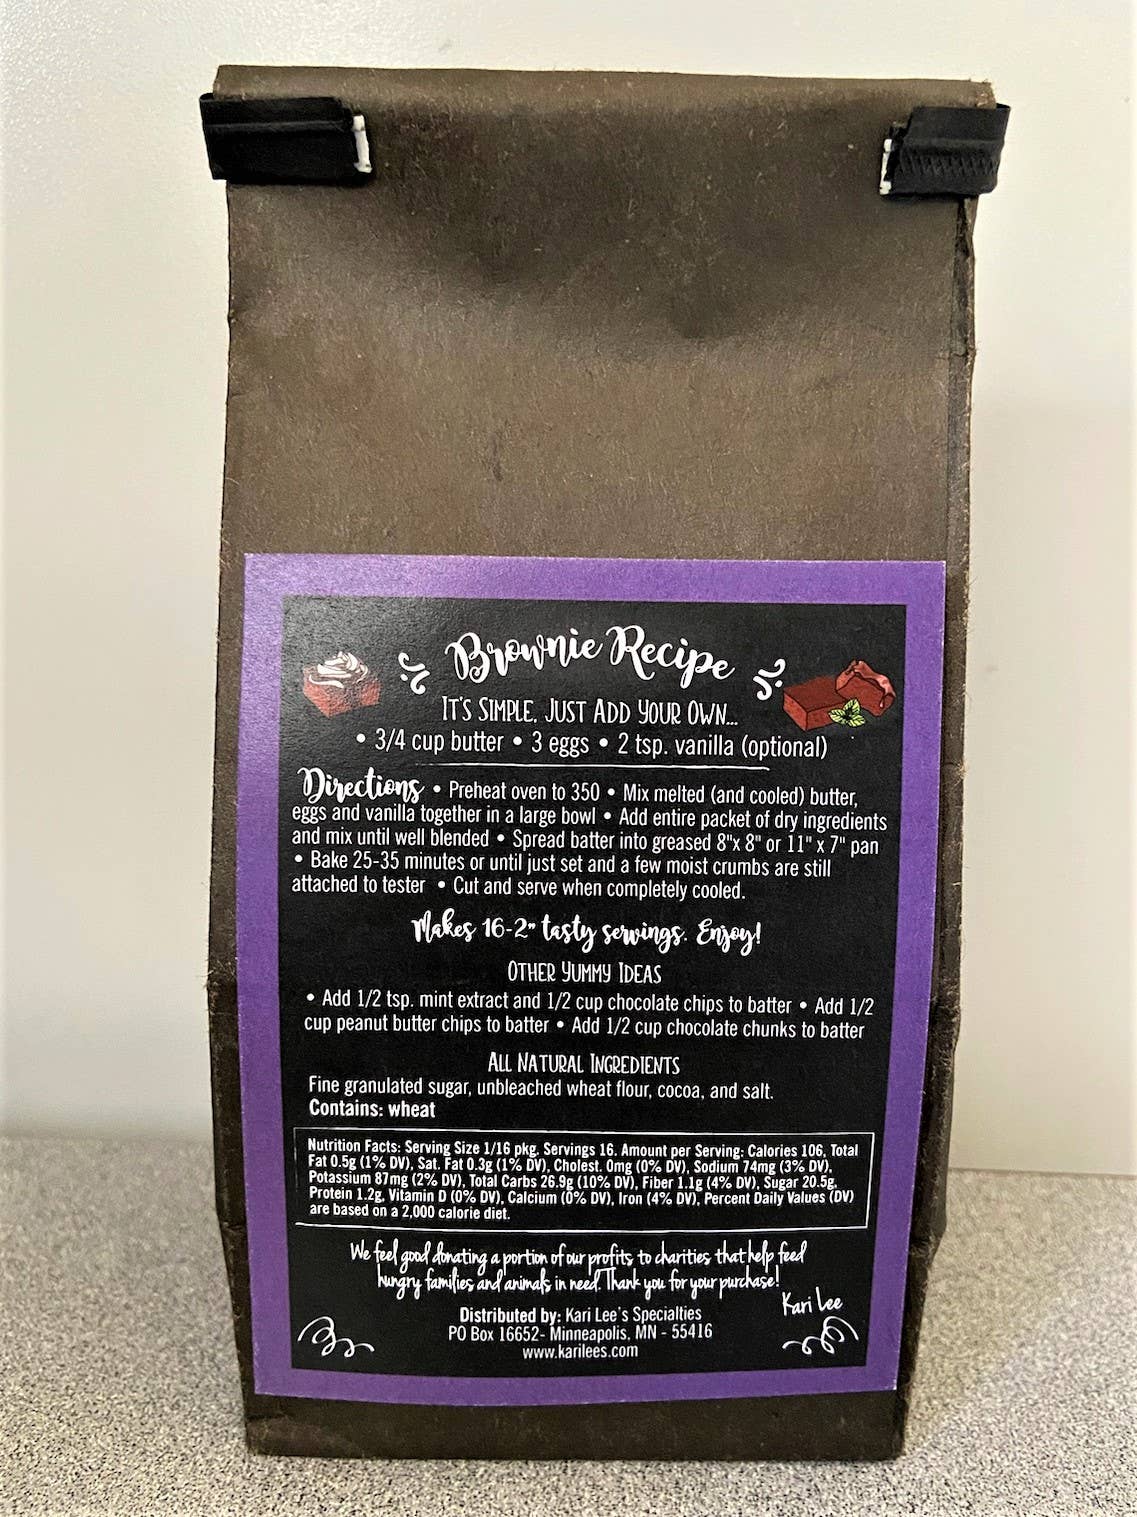 Brownie Recipe
It's Simple, Just Add Your Own...
• 3/4 cup butter • 3 eggs • 2 tsp. vanilla (optional)
Directions • Preheat oven to 350 • Mix melted (and cooled) butter,
eggs and vanilla together in a large bowl • Add entire packet of dry ingredients
and mix until well blended • Spread batter into greased 8"x 8" or 11" x 7" pan
• Bake 25-35 minutes or until just set and a few moist crumbs are still
attached to tester • Cut and serve when completely cooled.
Makes 16-2" tasty servings. Enjoy!
Other Yummy Ideas
• Add 1/2 tsp. mint extract and 1/2 cup chocolate chips to batter • Add 1/2
cup peanut butter chips to batter • Add 1/2 cup chocolate chunks to batter
All Natural Ingredients
Fine granulated sugar, unbleached wheat flour, cocoa, and salt.
Contains: wheat
Nutrition Facts: Serving Size 1/16 pkg. Servings 16. Amount per Serving: Calories 106, Total
Fat 0.5g (1% DV), Sat. Fat 0.3g (1% DV), Cholest. 0mg (0% DV), Sodium 74mg (3% DV),
Potassium 87mg (2% DV), Total Carbs 26.9g (10% DV), Fiber 1.1g (4% DV), Sugar 20.5g,
Protein 1.2g, Vitamin D (0% DV), Calcium (0% DV), Iron (4% DV), Percent Daily Values (DV)
are based on a 2,000 calorie diet.
We feel good donating a portion of our profits to charities that help feed
hungry families and animals in need. Thank you for your purchase!
Kari Lee
Distributed by: Kari Lee's Specialties
PO Box 16652- Minneapolis, MN - 55416
www.karilees.com